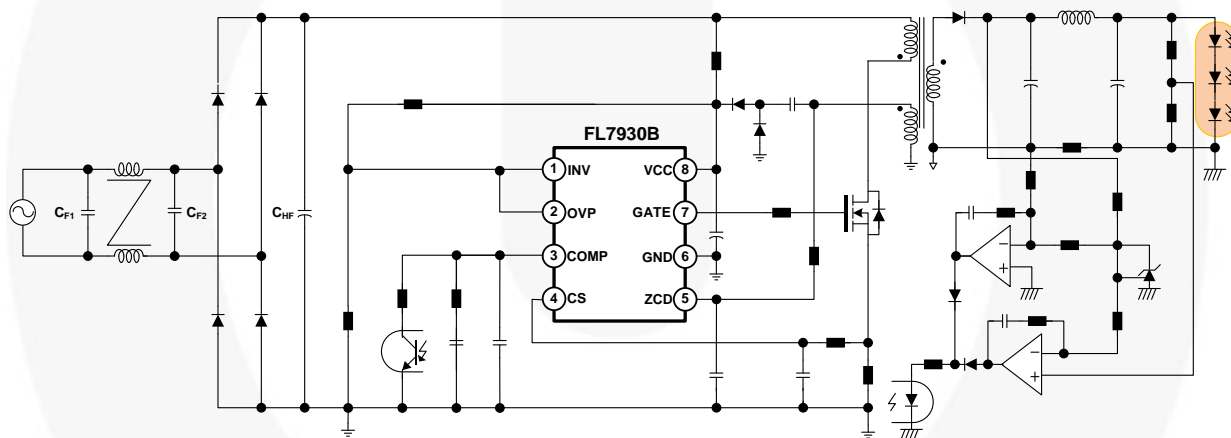 FL7930B
1 INV
VCC 8
2 OVP
GATE 7
3 COMP
GND 6
4 CS
ZCD 5
CF1
CF2
CHF
− +
− +